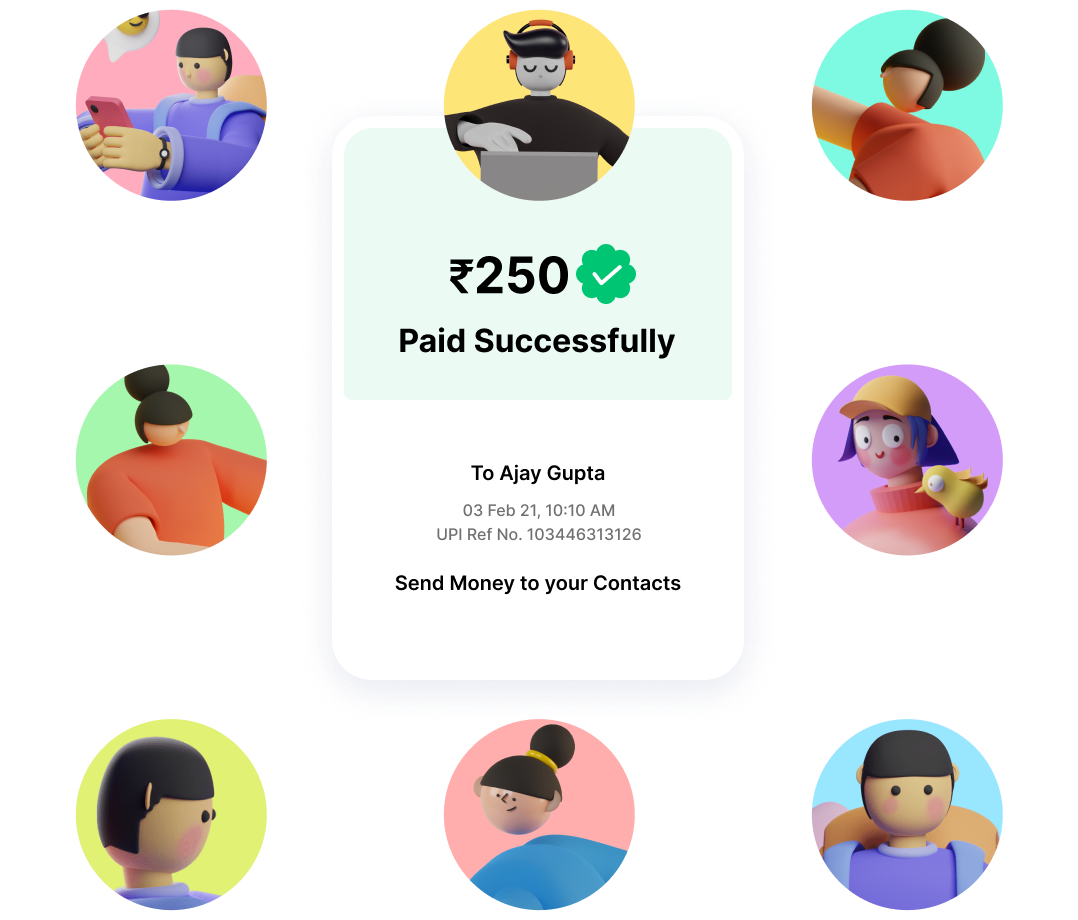 ₹250
Paid Successfully
To Ajay Gupta
03 Feb 21, 10:10 AM
UPI Ref No. 103446313126
Send Money to your Contacts